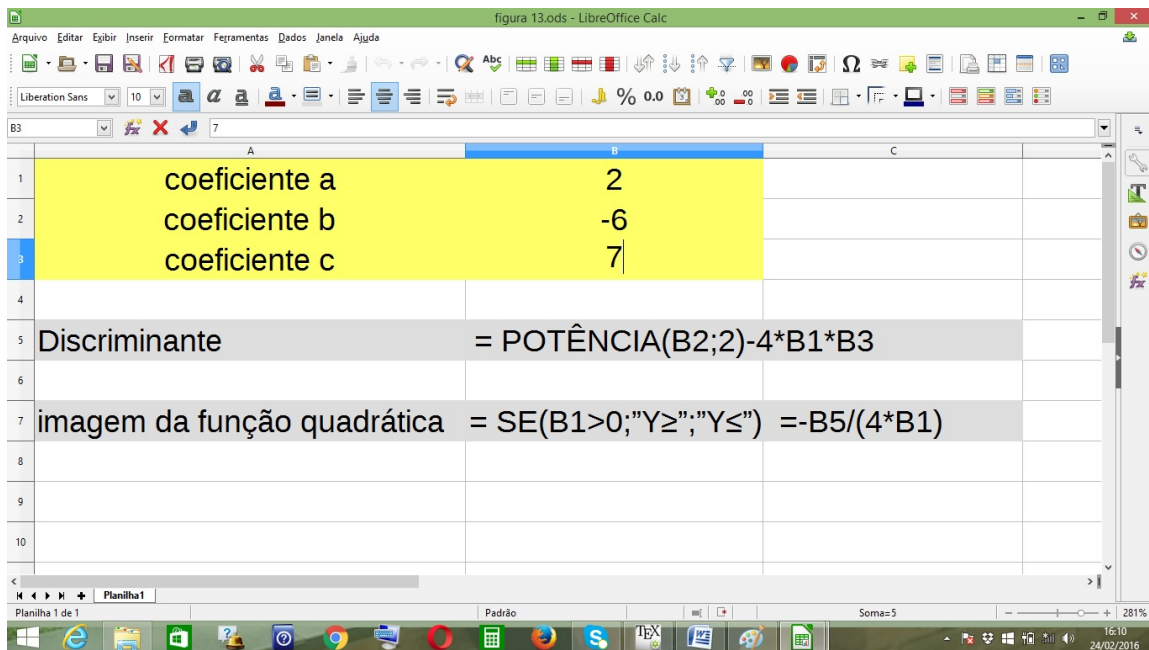 figura 13.ods - LibreOffice Calc
Arquivo Editar Exibir Inserir Formatar Ferramentas Dados Janela Ajuda
Liberation Sans 10 a a a a % 0.0
B3 7
A B C
1 coeficiente a 2
2 coeficiente b -6
3 coeficiente c 7
4
5 Discriminante = POTÊNCIA(B2;2)-4*B1*B3
6
7 imagem da função quadrática = SE(B1>0;”Y≥”;”Y≤”) =-B5/(4*B1)
8
9
10
Planilha1
Planilha 1 de 1 Padrão Soma=5 281%
16:10
24/02/2016